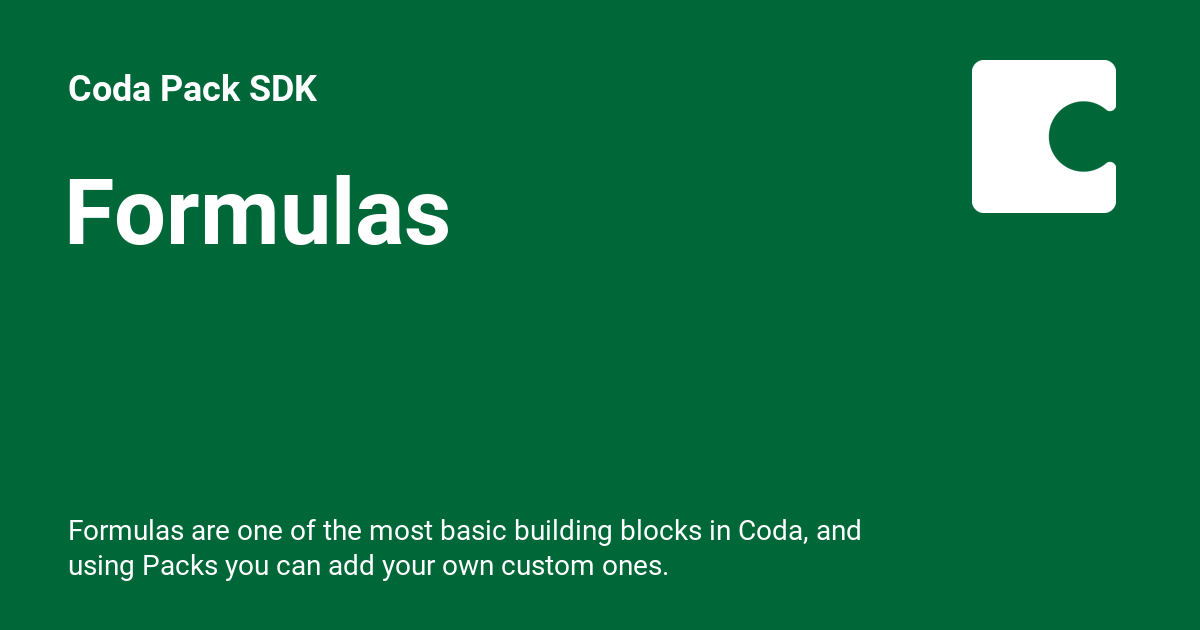 Coda Pack SDK
Formulas
Formulas are one of the most basic building blocks in Coda, and
using Packs you can add your own custom ones.